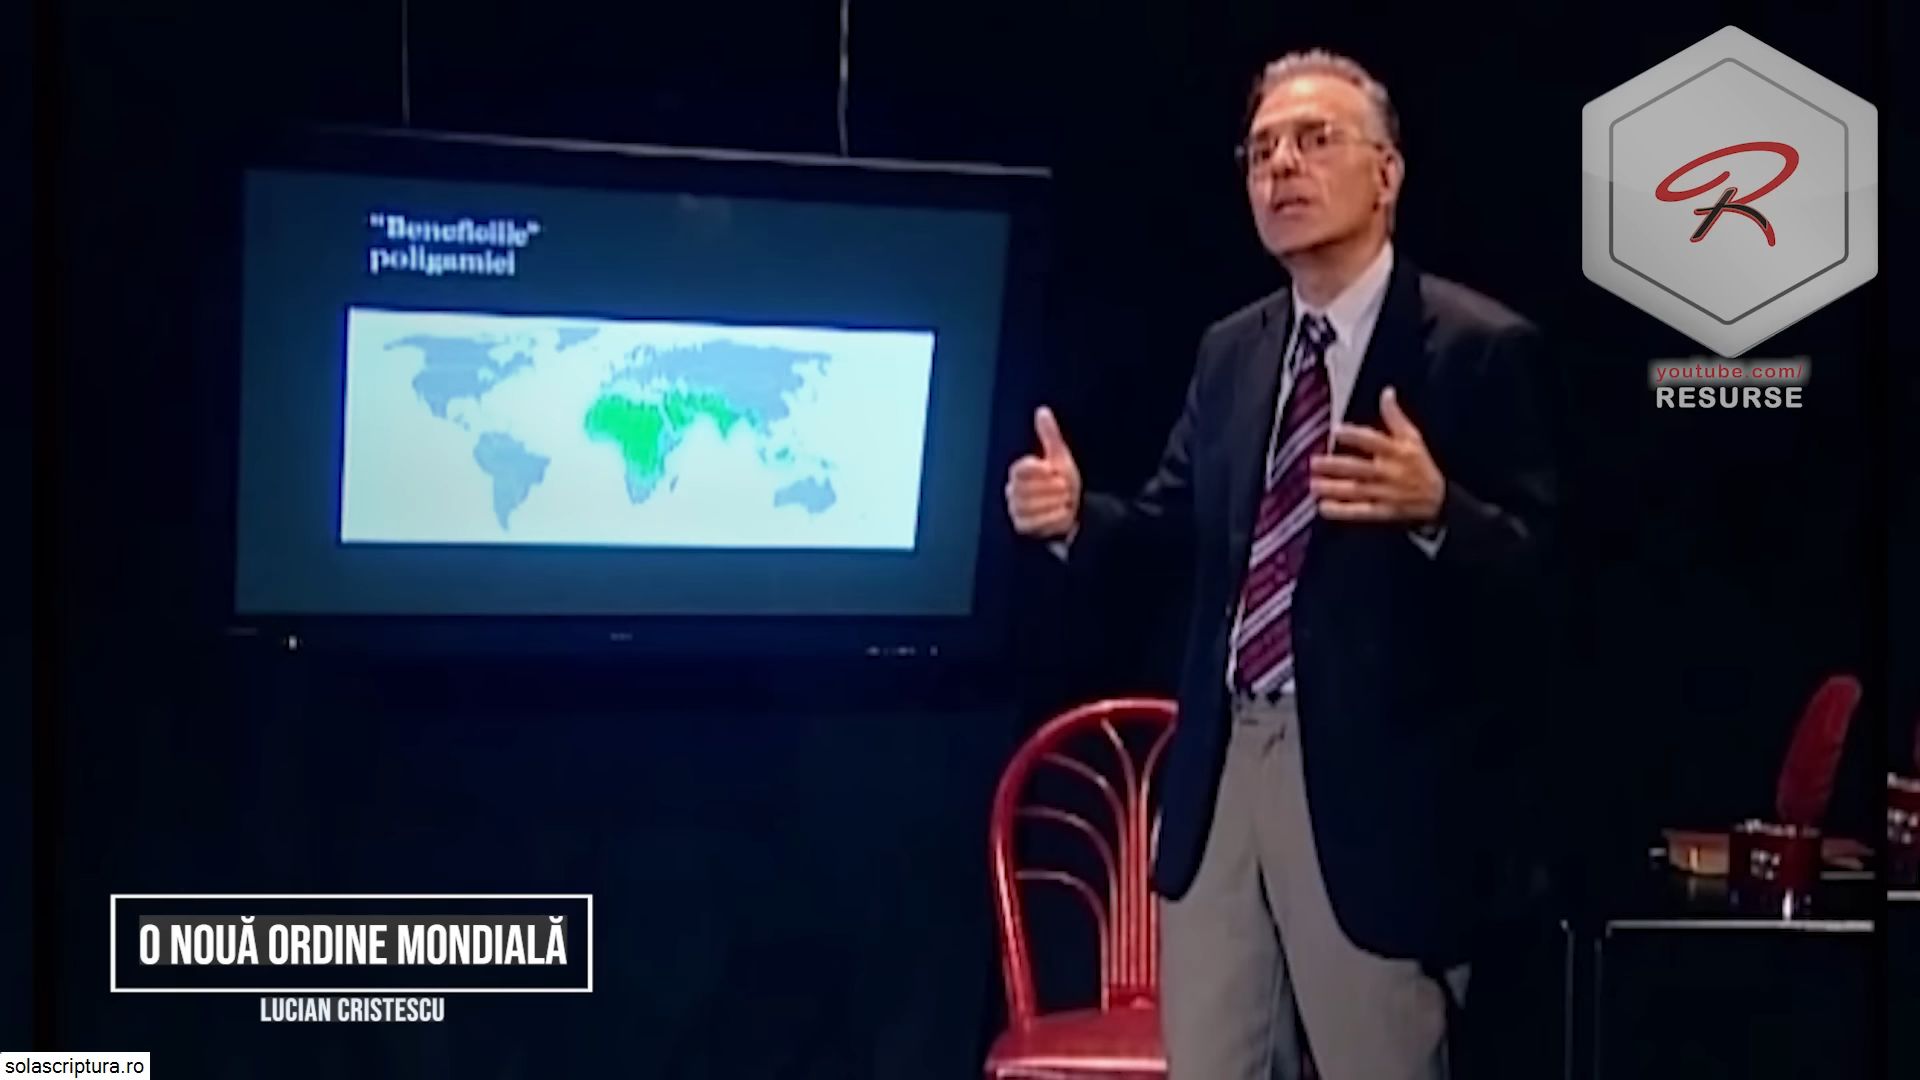 "Beneficiile"
poligamiei
R
youtube.com/
RESURSE
O NOUĂ ORDINE MONDIALĂ
LUCIAN CRISTESCU
solascriptura.ro